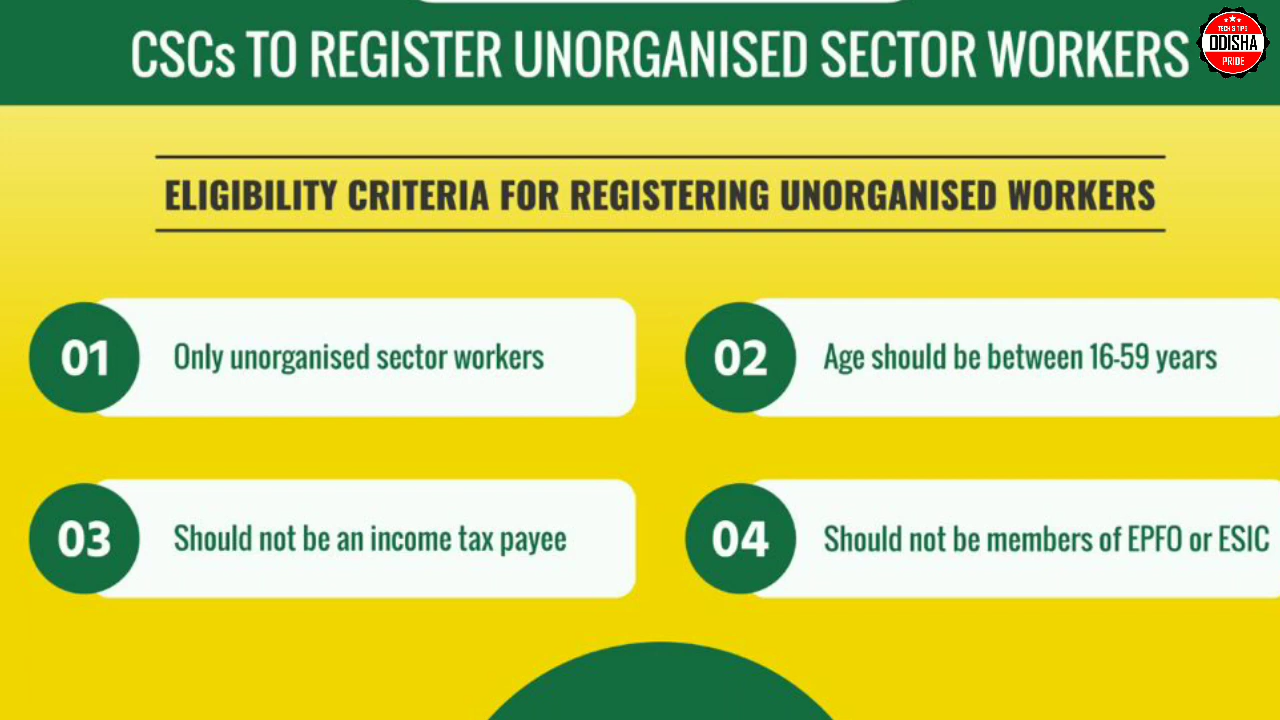 CSCs TO REGISTER UNORGANISED SECTOR WORKERS
TECH & TIPS
ODISHA
PRIDE
ELIGIBILITY CRITERIA FOR REGISTERING UNORGANISED WORKERS
01 Only unorganised sector workers
02 Age should be between 16-59 years
03 Should not be an income tax payee
04 Should not be members of EPFO or ESIC